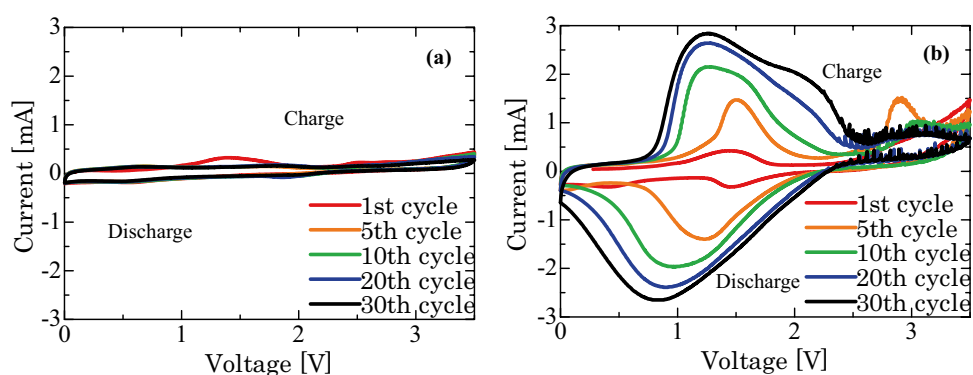 (a)
3
2
1
0
-1
-2
-3
Current [mA]
Charge
Discharge
1st cycle
5th cycle
10th cycle
20th cycle
30th cycle
0 1 2 3
Voltage [V]
(b)
3
2
1
0
-1
-2
-3
Current [mA]
Charge
Discharge
1st cycle
5th cycle
10th cycle
20th cycle
30th cycle
0 1 2 3
Voltage [V]